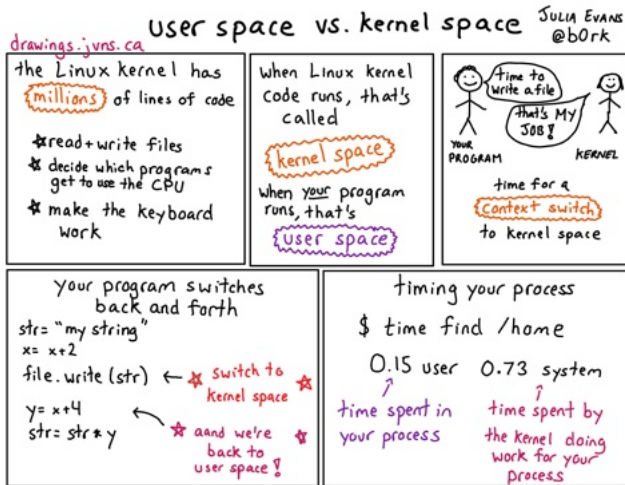 user space vs. kernel space
JULIA EVANS
@b0rk
drawings.jvns.ca
the Linux kernel has
millions of lines of code
★ read + write files
★ decide which programs
get to use the CPU
★ make the keyboard
work
when Linux kernel
code runs, that's
called
kernel space
when your program
runs, that's
user space
time to
write a file
that's MY
JOB!
YOUR
PROGRAM
KERNEL
time for a
context switch
to kernel space
your program switches
back and forth
str = "my string"
x = x+2
file.write(str) ← ★ switch to ★
kernel space
y = x+4
str = str * y
★ aand we're ★
back to
user space!
timing your process
$ time find /home
0.15 user 0.73 system
time spent in
your process
time spent by
the kernel doing
work for your
process